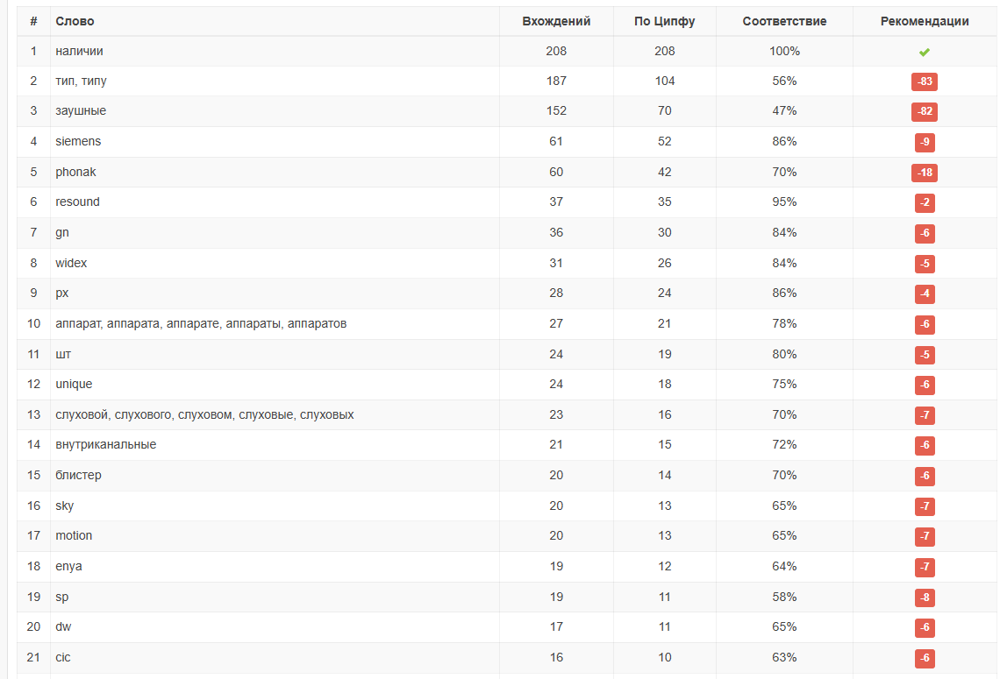 # Слово Вхождений По Ципфу Соответствие Рекомендации
1 наличии 208 208 100%
2 тип, типу 187 104 56% -83
3 заушные 152 70 47% -82
4 siemens 61 52 86% -9
5 phonak 60 42 70% -18
6 resound 37 35 95% -2
7 gn 36 30 84% -6
8 widex 31 26 84% -5
9 px 28 24 86% -4
10 аппарат, аппарата, аппарате, аппараты, аппаратов 27 21 78% -6
11 шт 24 19 80% -5
12 unique 24 18 75% -6
13 слуховой, слухового, слуховом, слуховые, слуховых 23 16 70% -7
14 внутриканальные 21 15 72% -6
15 блистер 20 14 70% -6
16 sky 20 13 65% -7
17 motion 20 13 65% -7
18 enya 19 12 64% -7
19 sp 19 11 58% -8
20 dw 17 11 65% -6
21 cic 16 10 63% -6